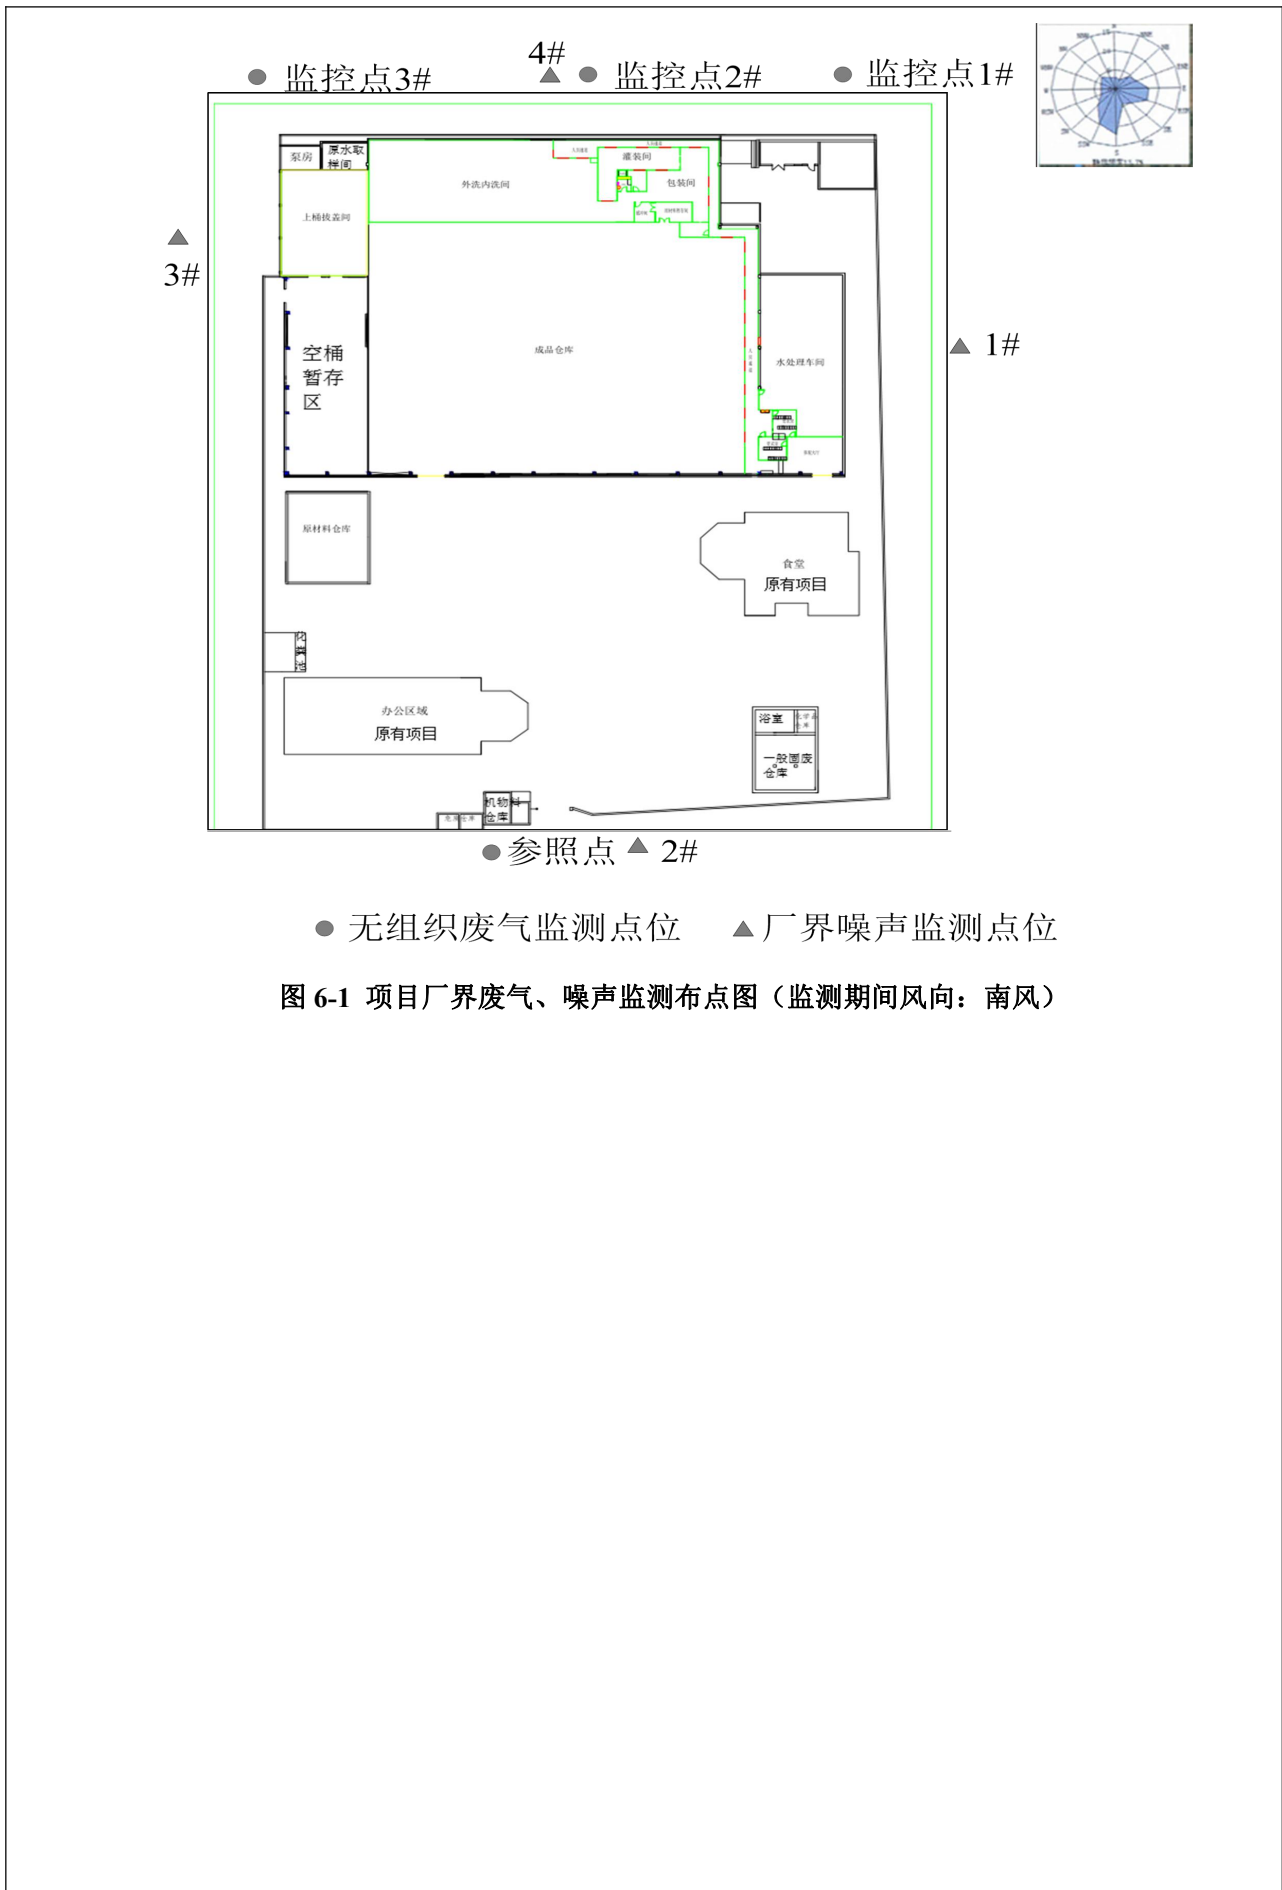 4#
监控点3#
监控点2#
监控点1#
泵房
原水取
样间
灌装间
外洗内洗间
包装间
上桶拔盖间
3#
1#
空桶
暂存
区
成品仓库
水处理车间
原材料仓库
食堂
原有项目
化粪池
办公区域
原有项目
浴室
一般固废
仓库
机物料
仓库
参照点
2#
无组织废气监测点位
厂界噪声监测点位
图 6-1 项目厂界废气、噪声监测布点图（监测期间风向：南风）